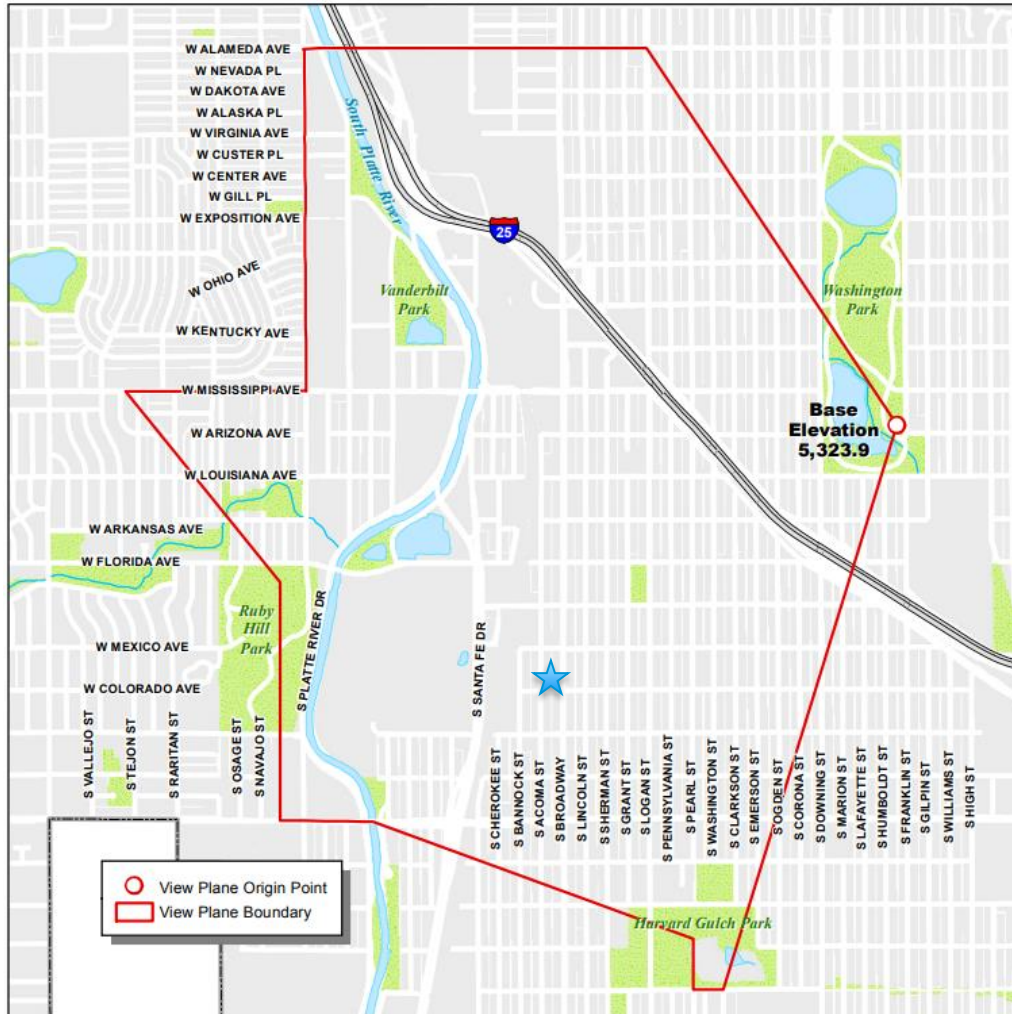 W ALAMEDA AVE
W NEVADA PL
W DAKOTA AVE
W ALASKA PL
W VIRGINIA AVE
W CUSTER PL
W CENTER AVE
W GILL PL
W EXPOSITION AVE
W OHIO AVE
W KENTUCKY AVE
W MISSISSIPPI AVE
W ARIZONA AVE
W LOUISIANA AVE
W ARKANSAS AVE
W FLORIDA AVE
W MEXICO AVE
W COLORADO AVE
South Platte River
25
Vanderbilt
Park
Washington
Park
Base
Elevation
5,323.9
Ruby
Hill
Park
S PLATTE RIVER DR
S SANTA FE DR
S VALLEJO ST
S TEJON ST
S RARITAN ST
S OSAGE ST
S NAVAJO ST
S CHEROKEE ST
S BANNOCK ST
S ACOMA ST
S BROADWAY
S LINCOLN ST
S SHERMAN ST
S GRANT ST
S LOGAN ST
S PENNSYLVANIA ST
S PEARL ST
S WASHINGTON ST
S CLARKSON ST
S EMERSON ST
S OGDEN ST
S CORONA ST
S DOWNING ST
S MARION ST
S LAFAYETTE ST
S HUMBOLDT ST
S FRANKLIN ST
S GILPIN ST
S WILLIAMS ST
S HIGH ST
Harvard Gulch Park
View Plane Origin Point
View Plane Boundary